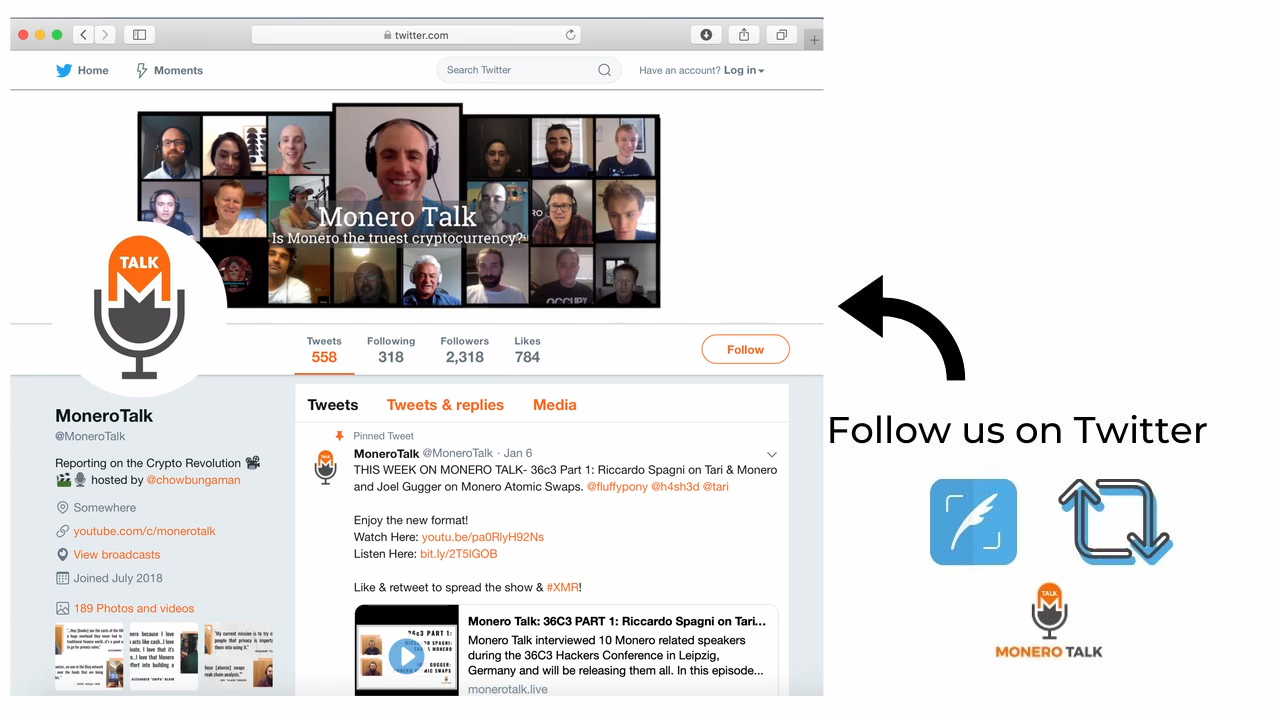 twitter.com
Home
Moments
Search Twitter
Have an account? Log in
Monero Talk
Is Monero the truest cryptocurrency?
TALK
Tweets
558
Following
318
Followers
2,318
Likes
784
Follow
MoneroTalk
@MoneroTalk
Reporting on the Crypto Revolution
hosted by @chowbungaman
Somewhere
youtube.com/c/monerotalk
View broadcasts
Joined July 2018
189 Photos and videos
Tweets
Tweets & replies
Media
Pinned Tweet
MoneroTalk @MoneroTalk · Jan 6
THIS WEEK ON MONERO TALK- 36c3 Part 1: Riccardo Spagni on Tari & Monero
and Joel Gugger on Monero Atomic Swaps. @fluffypony @h4sh3d @tari
Enjoy the new format!
Watch Here: youtu.be/pa0RlyH92Ns
Listen Here: bit.ly/2T5IGOB
Like & retweet to spread the show & #XMR!
Monero Talk: 36C3 PART 1: Riccardo Spagni on Tari...
Monero Talk interviewed 10 Monero related speakers
during the 36C3 Hackers Conference in Leipzig,
Germany and will be releasing them all. In this episode...
monerotalk.live
Follow us on Twitter
TALK
MONERO TALK